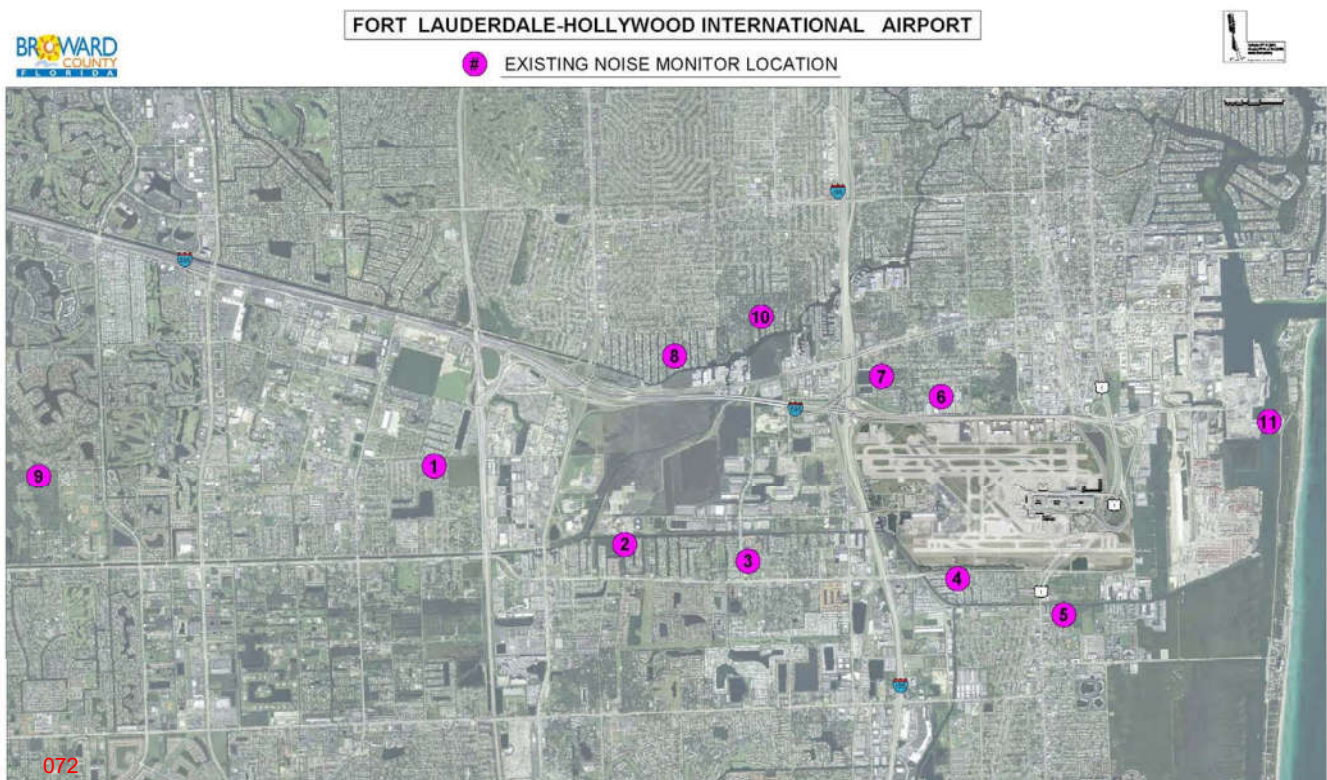 FORT LAUDERDALE-HOLLYWOOD INTERNATIONAL AIRPORT
BROWARD
COUNTY
FLORIDA
# EXISTING NOISE MONITOR LOCATION
10
8
7
6
11
9
1
2
3
4
5
072